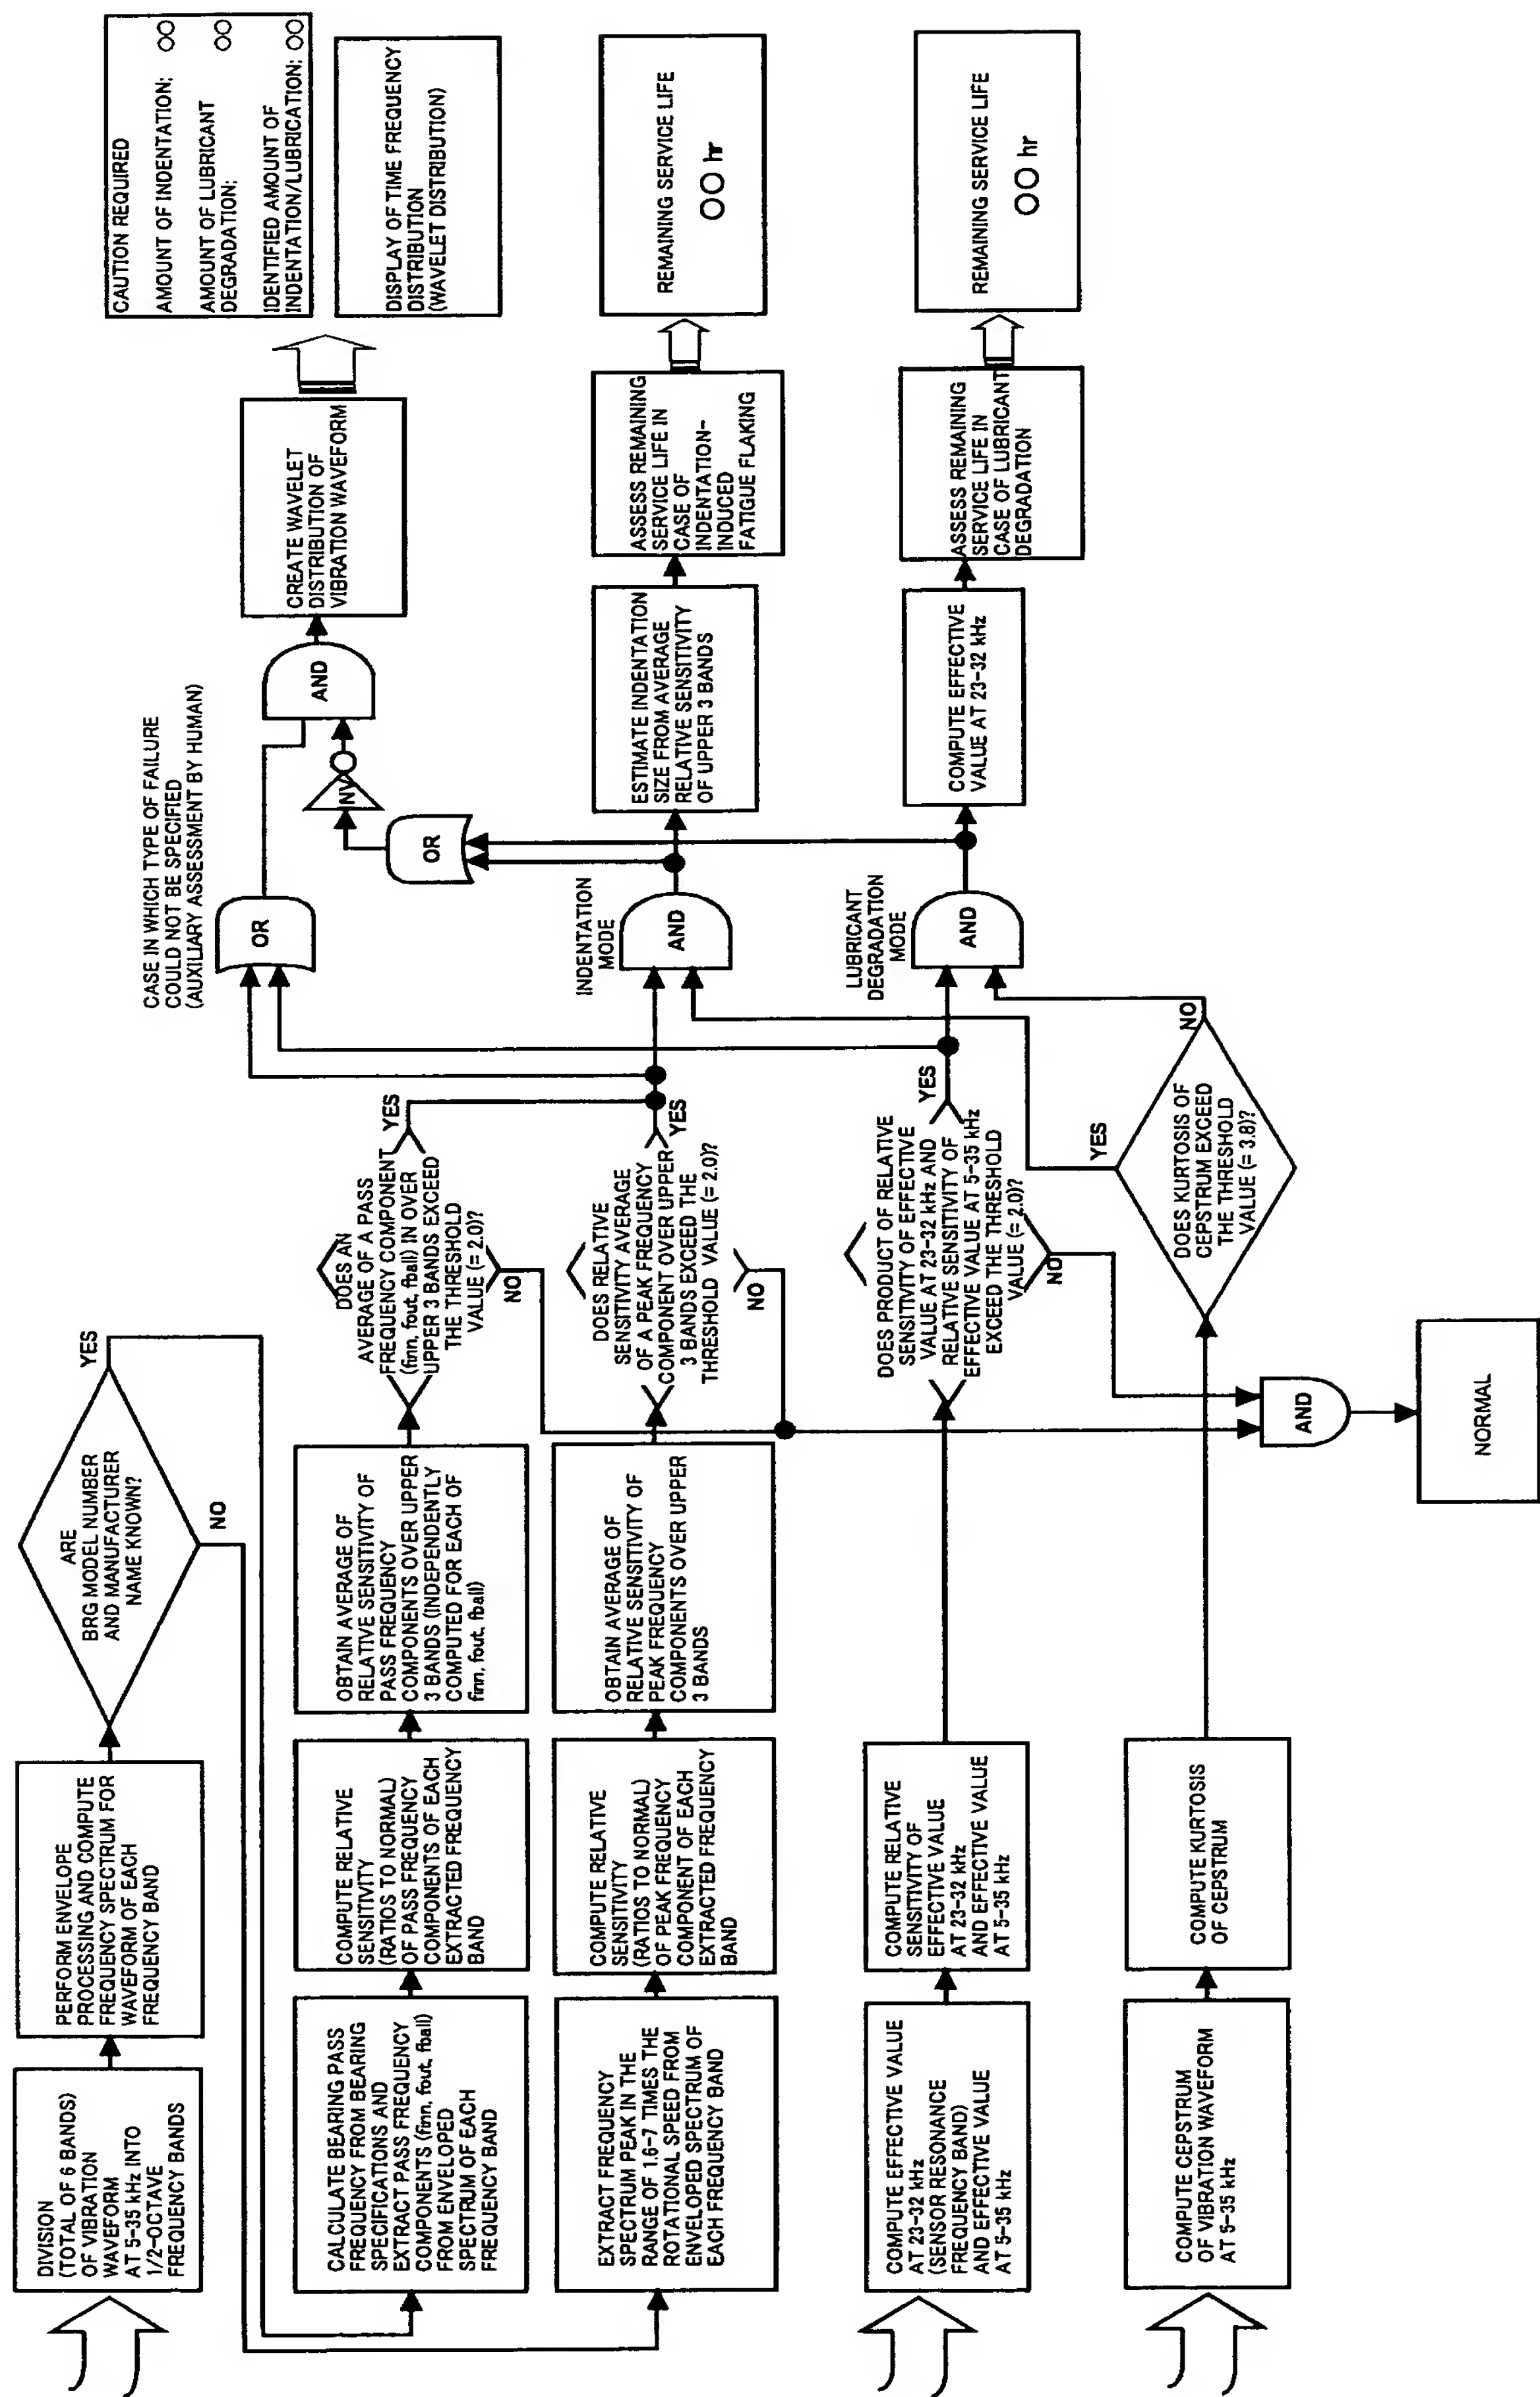 DIVISION
(TOTAL OF 6 BANDS)
OF VIBRATION
WAVEFORM
AT 5-35 kHz INTO
1/2-OCTAVE
FREQUENCY BANDS
PERFORM ENVELOPE
PROCESSING AND COMPUTE
FREQUENCY SPECTRUM FOR
WAVEFORM OF EACH
FREQUENCY BAND
ARE
BRG MODEL NUMBER
AND MANUFACTURER
NAME KNOWN?
YES
NO
CALCULATE BEARING PASS
FREQUENCY FROM BEARING
SPECIFICATIONS AND
EXTRACT PASS FREQUENCY
COMPONENTS (finn, fout, fball)
FROM ENVELOPED
SPECTRUM OF EACH
FREQUENCY BAND
COMPUTE RELATIVE
SENSITIVITY
(RATIOS TO NORMAL)
OF PASS FREQUENCY
COMPONENTS OF EACH
EXTRACTED FREQUENCY
BAND
OBTAIN AVERAGE OF
RELATIVE SENSITIVITY OF
PASS FREQUENCY
COMPONENTS OVER UPPER
3 BANDS (INDEPENDENTLY
COMPUTED FOR EACH OF
finn, fout, fball)
DOES AN
AVERAGE OF A PASS
FREQUENCY COMPONENT
(finn, fout, fball) IN OVER
UPPER 3 BANDS EXCEED
THE THRESHOLD
VALUE (= 2.0)?
YES
NO
EXTRACT FREQUENCY
SPECTRUM PEAK IN THE
RANGE OF 1.6-7 TIMES THE
ROTATIONAL SPEED FROM
ENVELOPED SPECTRUM OF
EACH FREQUENCY BAND
COMPUTE RELATIVE
SENSITIVITY
(RATIOS TO NORMAL)
OF PEAK FREQUENCY
COMPONENT OF EACH
EXTRACTED FREQUENCY
BAND
OBTAIN AVERAGE OF
RELATIVE SENSITIVITY OF
PEAK FREQUENCY
COMPONENTS OVER UPPER
3 BANDS
DOES RELATIVE
SENSITIVITY AVERAGE
OF A PEAK FREQUENCY
COMPONENT OVER UPPER
3 BANDS EXCEED THE
THRESHOLD VALUE (= 2.0)?
YES
NO
COMPUTE EFFECTIVE VALUE
AT 23-32 kHz
(SENSOR RESONANCE
FREQUENCY BAND)
AND EFFECTIVE VALUE
AT 5-35 kHz
COMPUTE RELATIVE
SENSITIVITY OF
EFFECTIVE VALUE
AT 23-32 kHz
AND EFFECTIVE VALUE
AT 5-35 kHz
DOES PRODUCT OF RELATIVE
SENSITIVITY OF EFFECTIVE
VALUE AT 23-32 kHz AND
RELATIVE SENSITIVITY OF
EFFECTIVE VALUE AT 5-35 kHz
EXCEED THE THRESHOLD
VALUE (= 2.0)?
YES
NO
COMPUTE CEPSTRUM
OF VIBRATION WAVEFORM
AT 5-35 kHz
COMPUTE KURTOSIS
OF CEPSTRUM
DOES KURTOSIS OF
CEPSTRUM EXCEED
THE THRESHOLD
VALUE (= 3.8)?
YES
NO
AND
NORMAL
CASE IN WHICH TYPE OF FAILURE
COULD NOT BE SPECIFIED
(AUXILIARY ASSESSMENT BY HUMAN)
OR
OR
INV
AND
CREATE WAVELET
DISTRIBUTION OF
VIBRATION WAVEFORM
CAUTION REQUIRED
AMOUNT OF INDENTATION; OO
AMOUNT OF LUBRICANT
DEGRADATION; OO
IDENTIFIED AMOUNT OF
INDENTATION/LUBRICATION; OO
DISPLAY OF TIME FREQUENCY
DISTRIBUTION
(WAVELET DISTRIBUTION)
INDENTATION
MODE
AND
ESTIMATE INDENTATION
SIZE FROM AVERAGE
RELATIVE SENSITIVITY
OF UPPER 3 BANDS
ASSESS REMAINING
SERVICE LIFE IN
CASE OF
INDENTATION-
INDUCED
FATIGUE FLAKING
REMAINING SERVICE LIFE
OO hr
LUBRICANT
DEGRADATION
MODE
AND
COMPUTE EFFECTIVE
VALUE AT 23-32 kHz
ASSESS REMAINING
SERVICE LIFE IN
CASE OF LUBRICANT
DEGRADATION
REMAINING SERVICE LIFE
OO hr